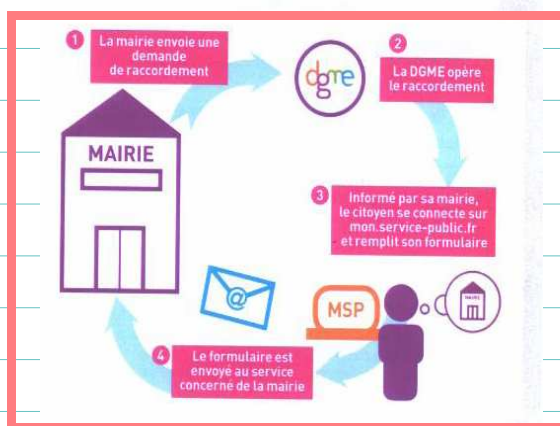 1
La mairie envoie une
demande
de raccordement
dgme
2
La DGME opère
le raccordement
MAIRIE
3
Informé par sa mairie,
le citoyen se connecte sur
mon.service-public.fr
et remplit son formulaire
MAIRIE
@
MSP
4
Le formulaire est
envoyé au service
concerné de la mairie